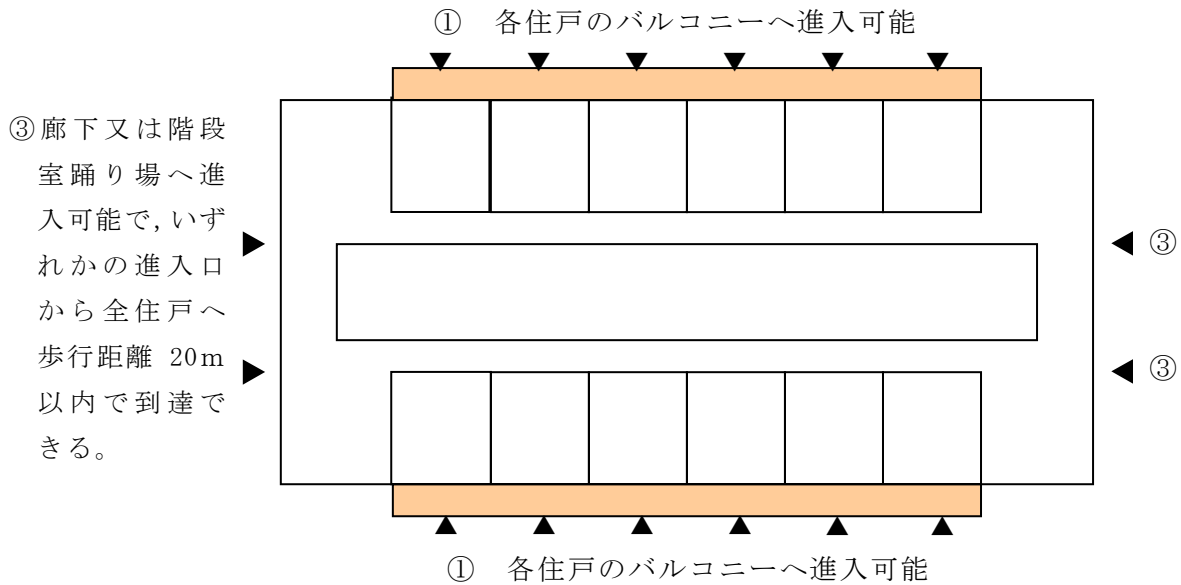 ① 各住戸のバルコニーへ進入可能
③廊下又は階段
室踊り場へ進
入可能で,いず
れかの進入口
から全住戸へ
歩行距離 20m
以内で到達で
きる。
③
③
① 各住戸のバルコニーへ進入可能